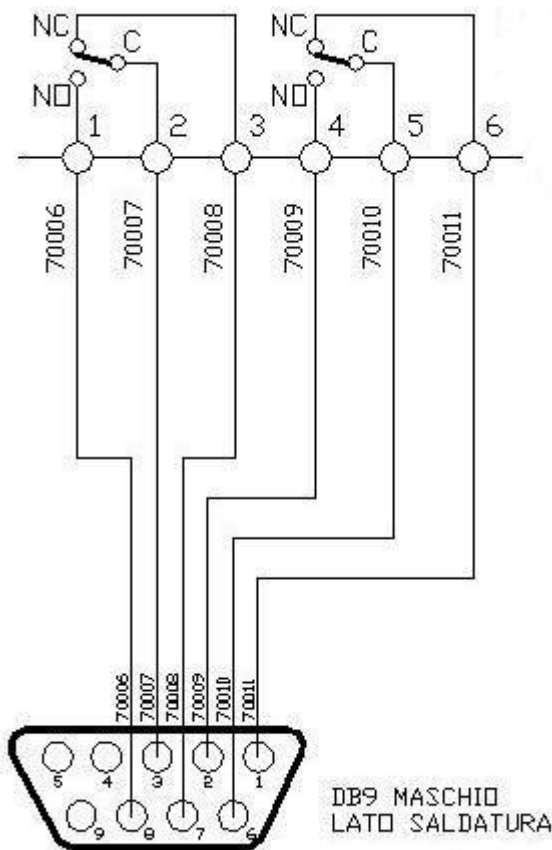 NC
C
NO
NC
C
NO
1 2 3 4 5 6
70006 70007 70008 70009 70010 70011
70006 70007 70008 70009 70010 70011
5 4 3 2 1
9 8 7 6
DB9 MASCHIO
LATO SALDATURA